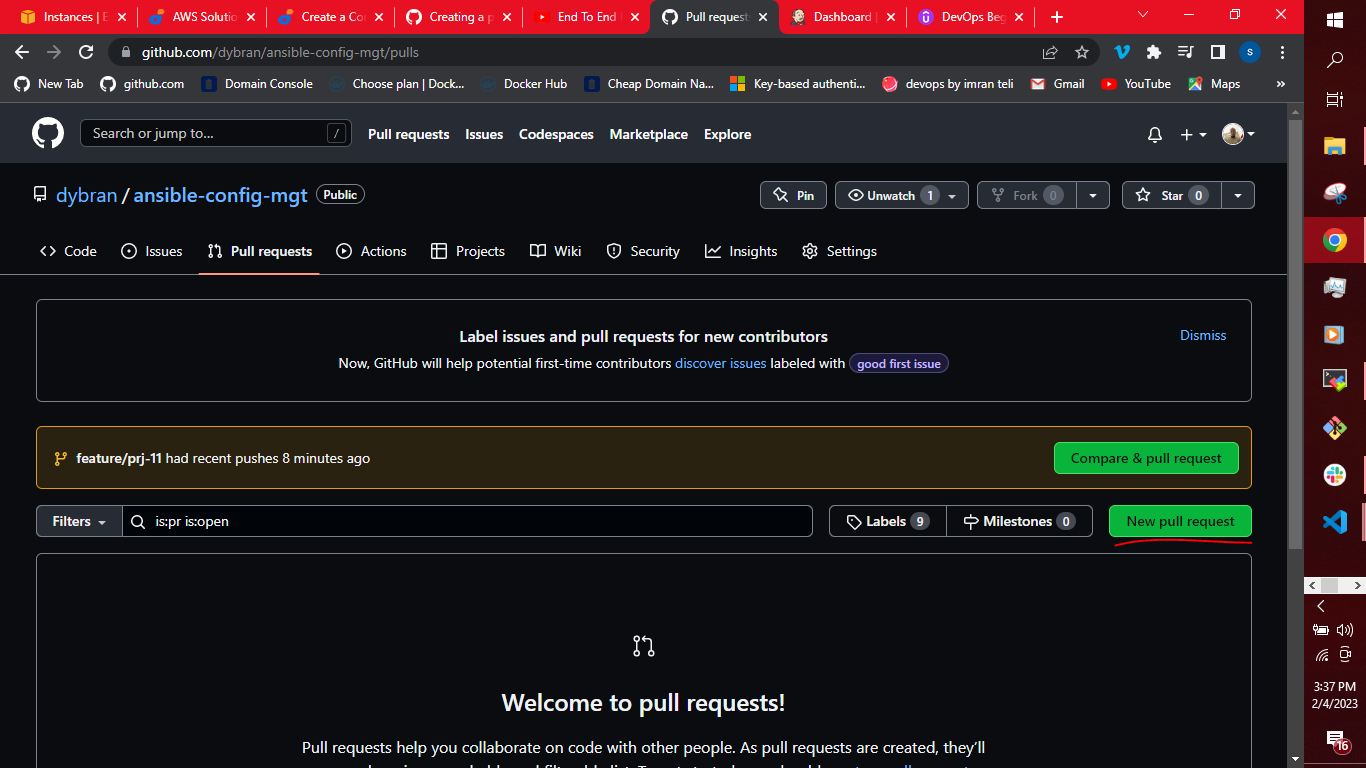 Instances | E
AWS Solutio
Create a Co
Creating a p
End To End
Pull request
Dashboard |
DevOps Beg
github.com/dybran/ansible-config-mgt/pulls
S
New Tab
github.com
Domain Console
Choose plan | Dock...
Docker Hub
Cheap Domain Na...
Key-based authenti...
devops by imran teli
Gmail
YouTube
Maps
»
Search or jump to...
/
Pull requests
Issues
Codespaces
Marketplace
Explore
dybran / ansible-config-mgt
Public
Pin
Unwatch 1
Fork 0
Star 0
Code
Issues
Pull requests
Actions
Projects
Wiki
Security
Insights
Settings
Label issues and pull requests for new contributors
Dismiss
Now, GitHub will help potential first-time contributors discover issues labeled with good first issue
feature/prj-11 had recent pushes 8 minutes ago
Compare & pull request
Filters
is:pr is:open
Labels 9
Milestones 0
New pull request
Welcome to pull requests!
Pull requests help you collaborate on code with other people. As pull requests are created, they'll
3:37 PM
2/4/2023
16